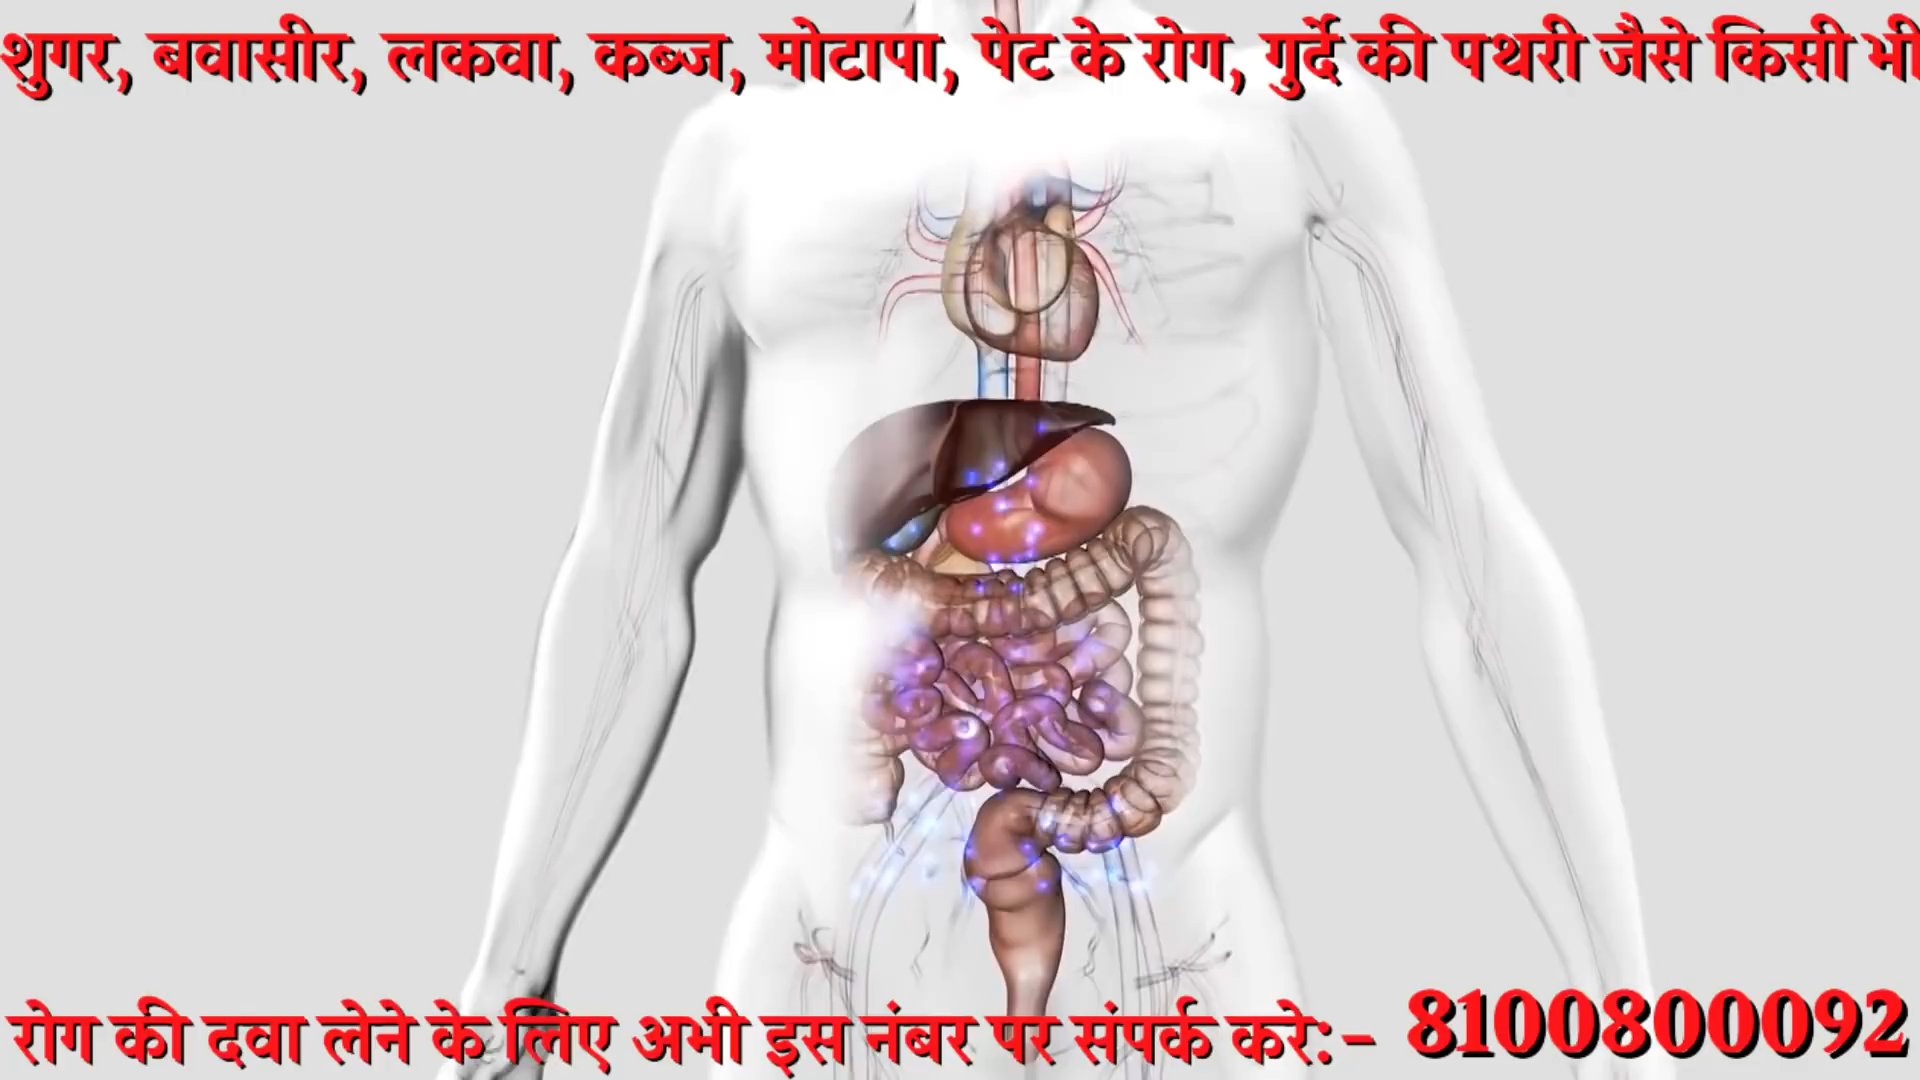 शुगर, बवासीर, लकवा, कब्ज, मोटापा, पेट के रोग, गुर्दे की पथरी जैसे किसी भी
रोग की दवा लेने के लिए अभी इस नंबर पर संपर्क करे:- 8100800092